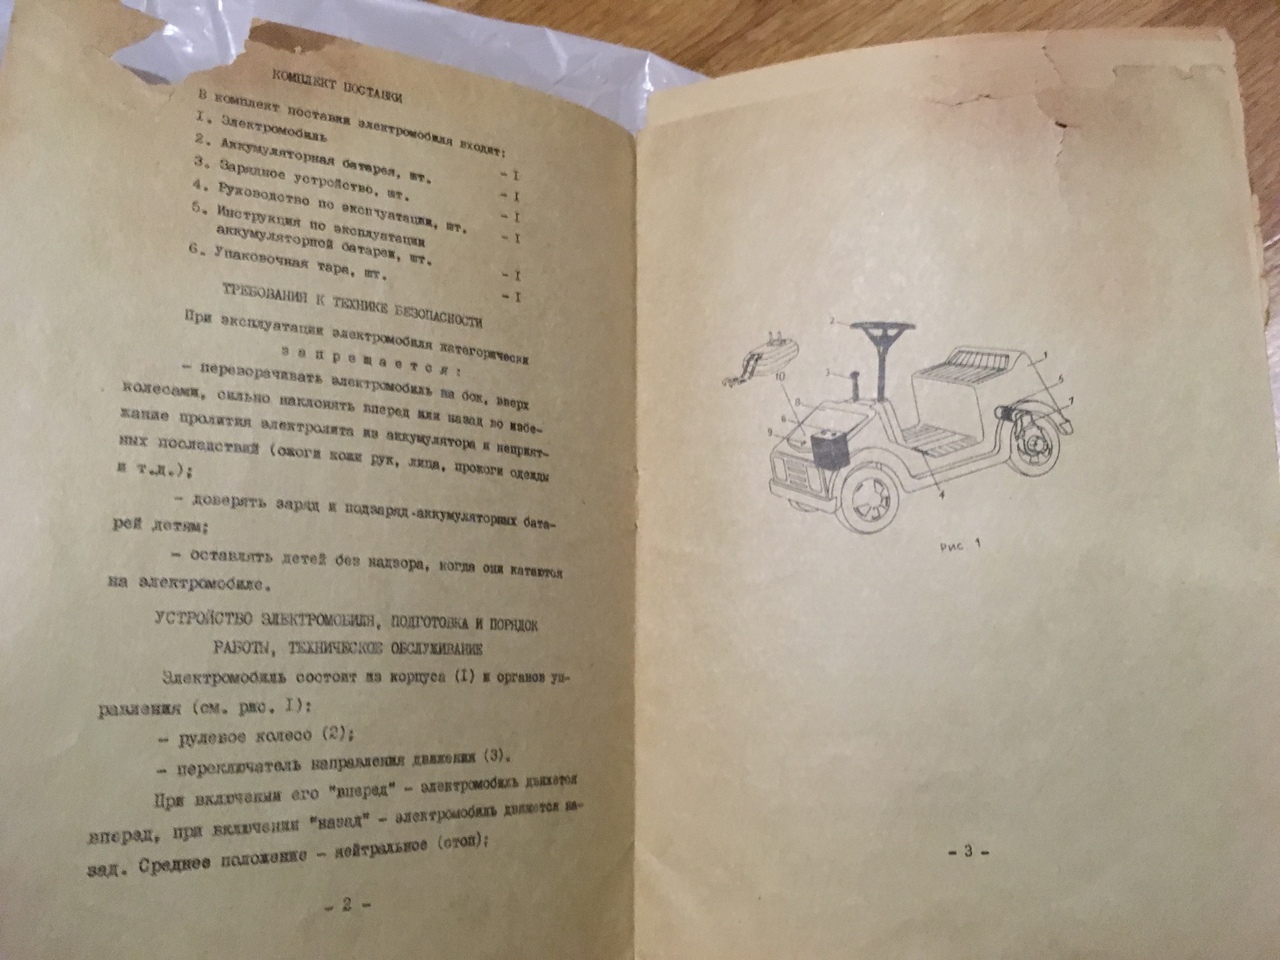 КОМПЛЕКТ ПОСТАВКИ
В комплект поставки электромобиля входят:
I. Электромобиль - I
2. Аккумуляторная батарея, шт. - I
3. Зарядное устройство, шт. - I
4. Руководство по эксплуатации, шт. - I
5. Инструкция по эксплуатации
аккумуляторной батареи, шт. - I
6. Упаковочная тара, шт. - I
ТРЕБОВАНИЯ К ТЕХНИКЕ БЕЗОПАСНОСТИ
При эксплуатации электромобиля категорически
з а п р е щ а е т с я :
- переворачивать электромобиль на бок, вверх
колесами, сильно наклонять вперед или назад во избе-
жание пролития электролита из аккумулятора и неприят-
ных последствий (ожоги кожи рук, лица, прожоги одежды
и т.д.);
- доверять заряд и подзаряд аккумуляторных бата-
рей детям;
- оставлять детей без надзора, когда они катаются
на электромобиле.
УСТРОЙСТВО ЭЛЕКТРОМОБИЛЯ, ПОДГОТОВКА И ПОРЯДОК
РАБОТЫ, ТЕХНИЧЕСКОЕ ОБСЛУЖИВАНИЕ
Электромобиль состоит из корпуса (I) и органов уп-
равления (см. рис. I):
- рулевое колесо (2);
- переключатель направления движения (3).
При включении его "вперед" - электромобиль движется
вперед, при включении "назад" - электромобиль движется на-
зад. Среднее положение - нейтральное (стоп);
- 2 -
2
1
3
10
5
7
8
6
9
4
Рис 1
- 3 -